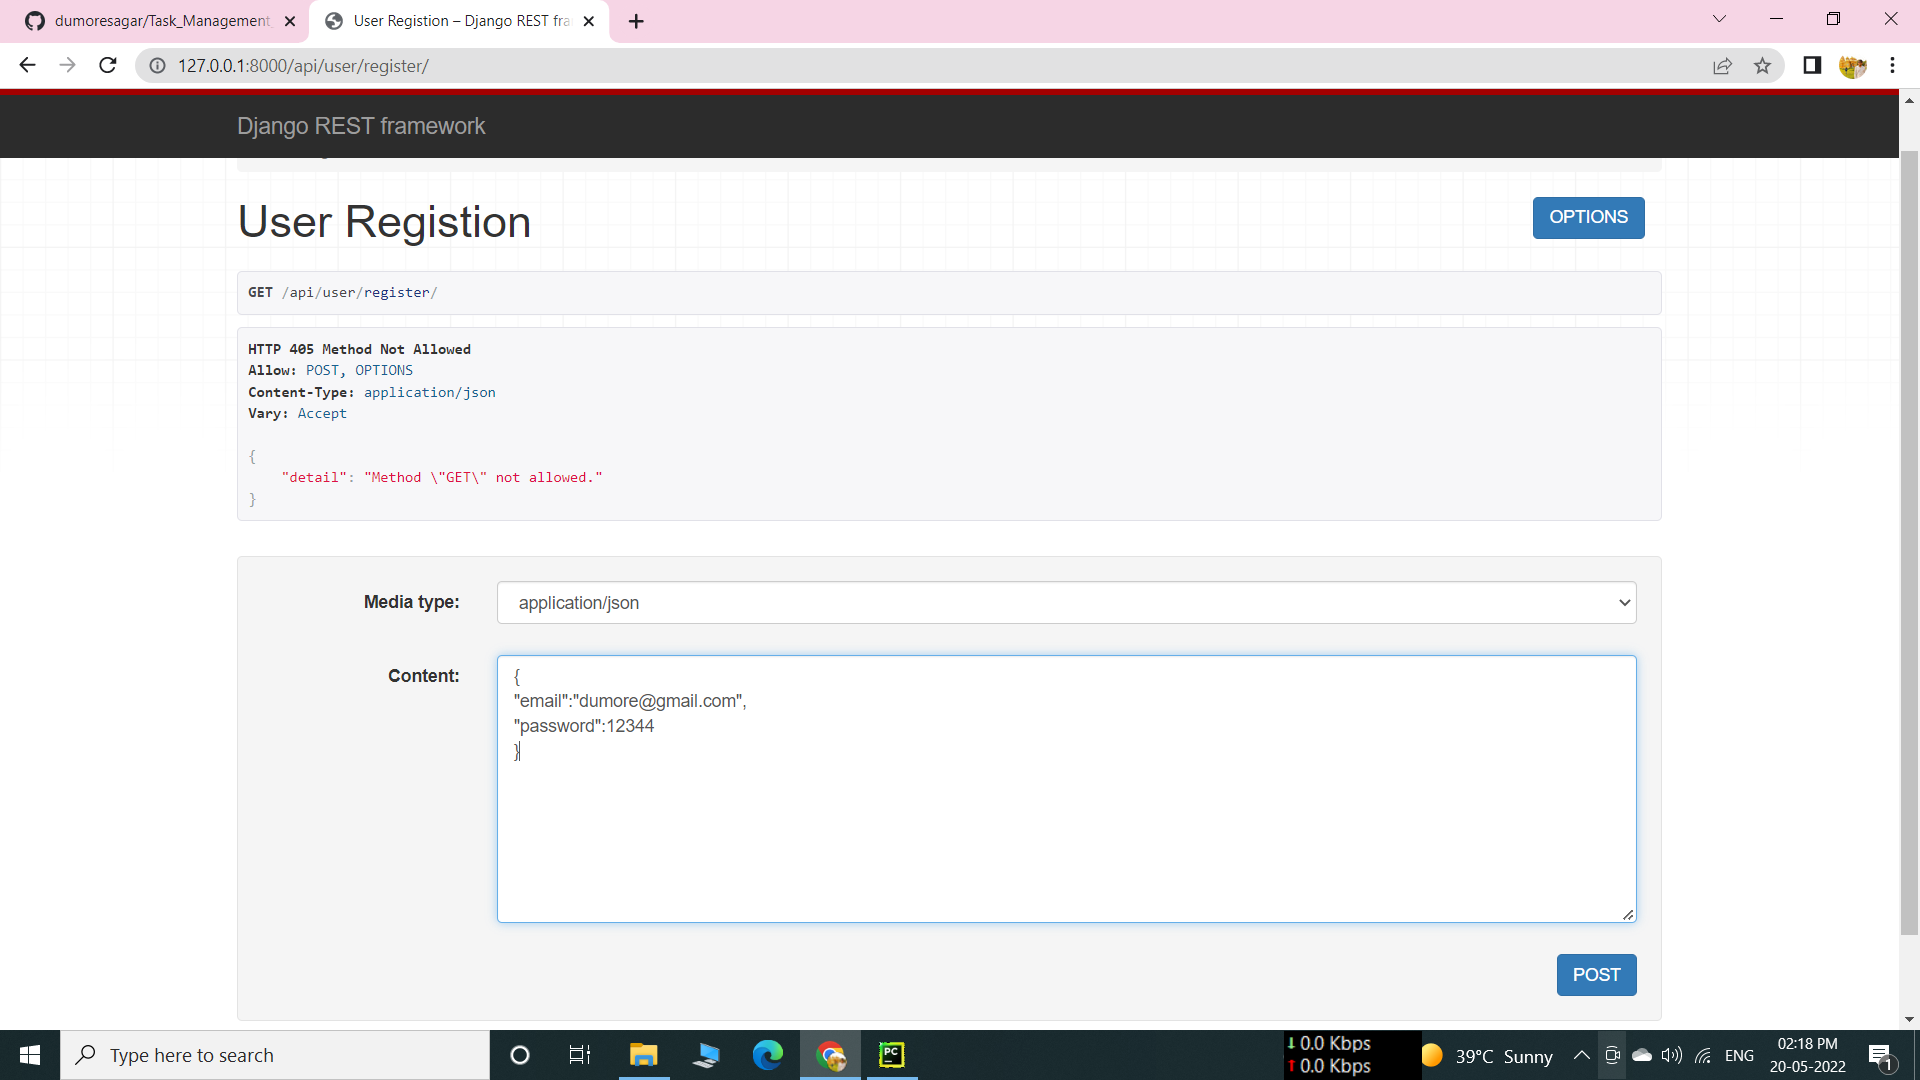 dumoresagar/Task_Management
User Registion – Django REST fra
127.0.0.1:8000/api/user/register/
Django REST framework
User Registion
OPTIONS
GET /api/user/register/
HTTP 405 Method Not Allowed
Allow: POST, OPTIONS
Content-Type: application/json
Vary: Accept
{
"detail": "Method \"GET\" not allowed."
}
Media type:
application/json
Content:
{
"email":"dumore@gmail.com",
"password":12344
}
POST
Type here to search
PC
↓ 0.0 Kbps
↑ 0.0 Kbps
39°C Sunny
ENG
02:18 PM
20-05-2022
1